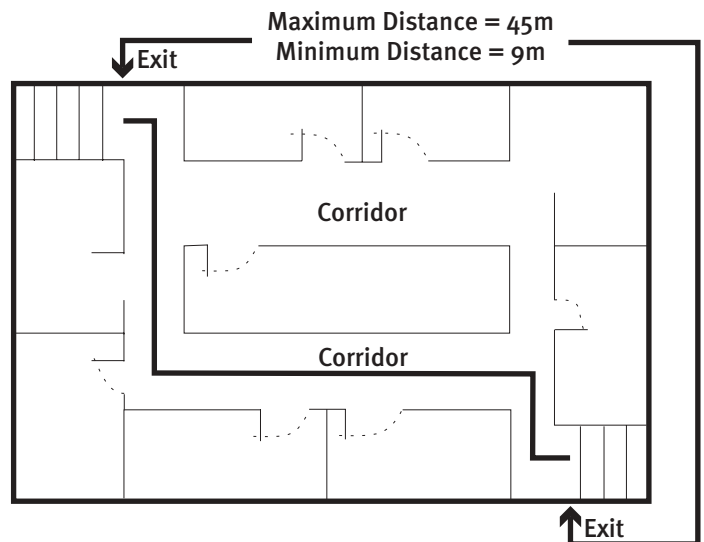 Maximum Distance = 45m
Minimum Distance = 9m
Exit
Corridor
Corridor
Exit